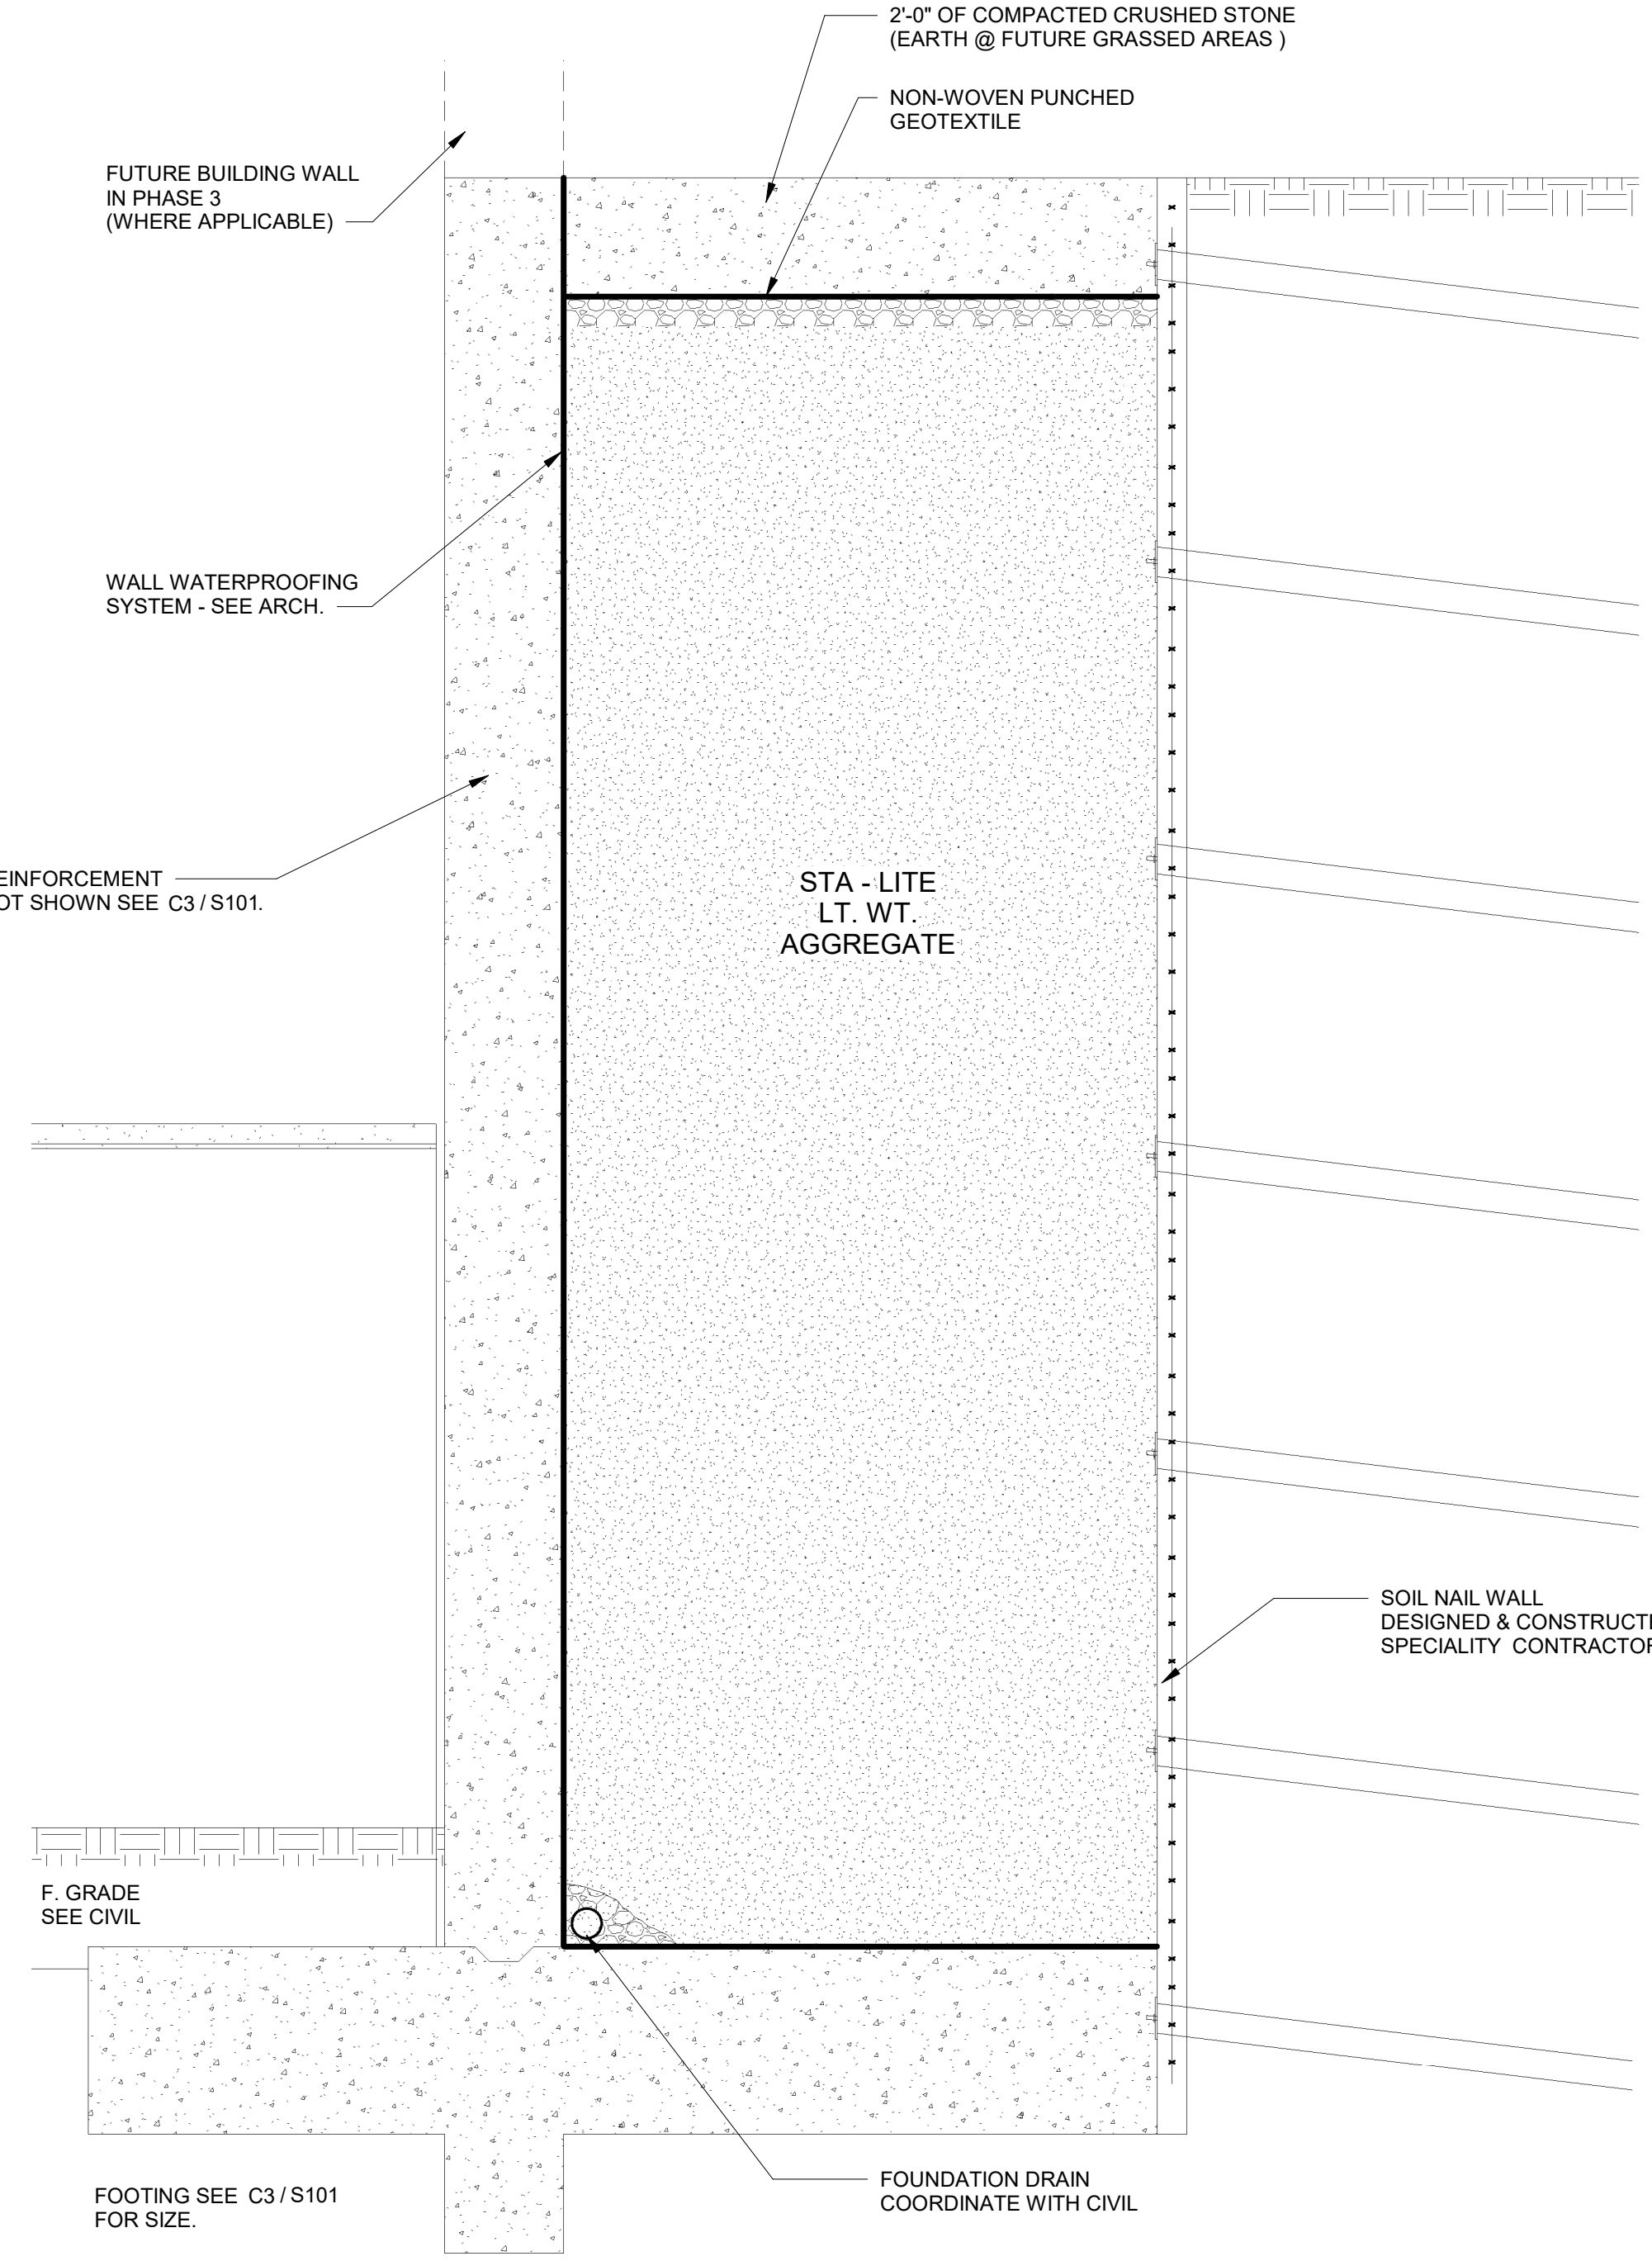 2'-0" OF COMPACTED CRUSHED STONE
(EARTH @ FUTURE GRASSED AREAS )
NON-WOVEN PUNCHED
GEOTEXTILE
FUTURE BUILDING WALL
IN PHASE 3
(WHERE APPLICABLE)
WALL WATERPROOFING
SYSTEM - SEE ARCH.
EINFORCEMENT
OT SHOWN SEE C3 / S101.
STA - LITE
LT. WT.
AGGREGATE
SOIL NAIL WALL
DESIGNED & CONSTRUCTE
SPECIALITY CONTRACTOR
F. GRADE
SEE CIVIL
FOUNDATION DRAIN
COORDINATE WITH CIVIL
FOOTING SEE C3 / S101
FOR SIZE.